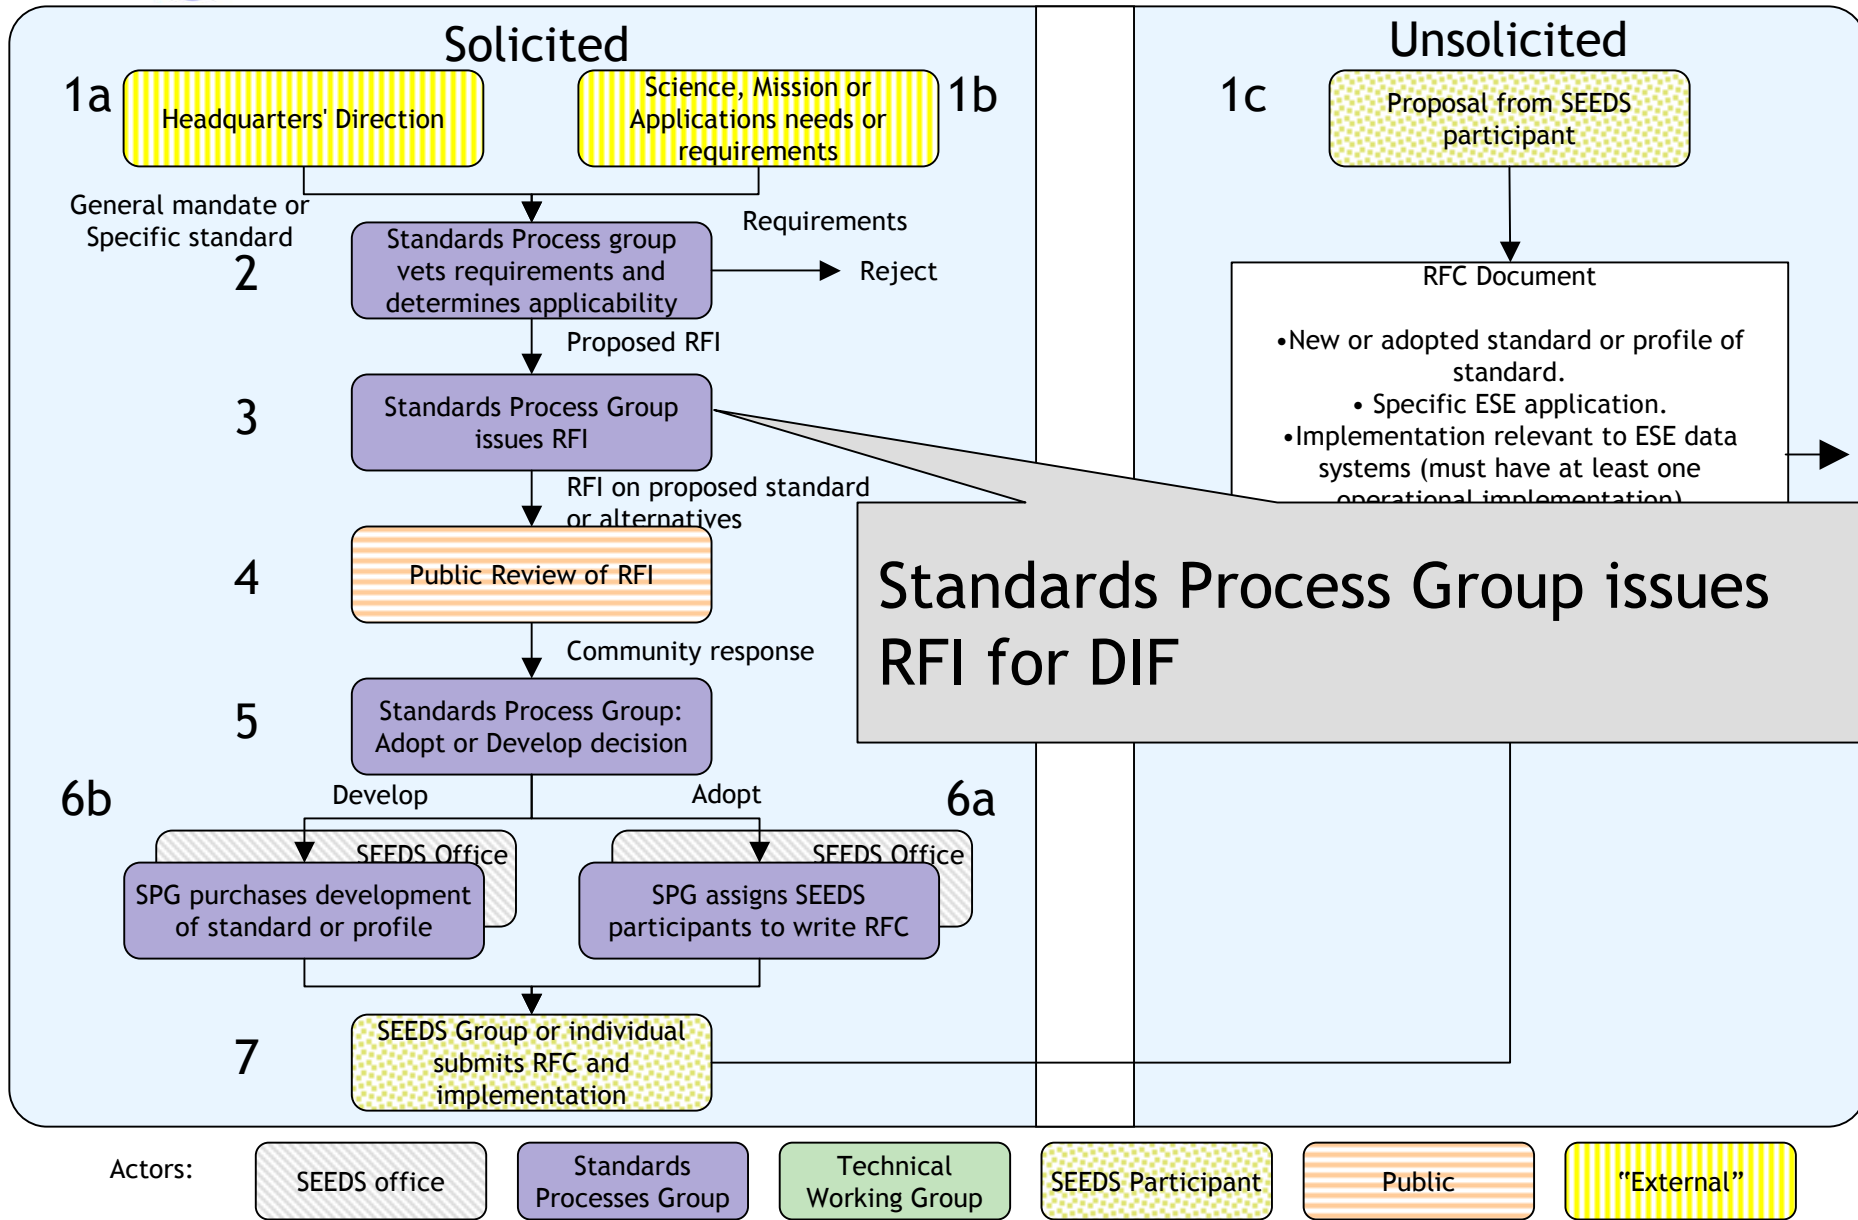 Solicited
1a
Headquarters' Direction
Science, Mission or
Applications needs or
requirements
1b
General mandate or
Specific standard
2
Standards Process group
vets requirements and
determines applicability
Requirements
Reject
Proposed RFI
3
Standards Process Group
issues RFI
RFI on proposed standard
or alternatives
4
Public Review of RFI
Community response
5
Standards Process Group:
Adopt or Develop decision
6b
Develop
Adopt
6a
SEEDS Office
SPG purchases development
of standard or profile
SEEDS Office
SPG assigns SEEDS
participants to write RFC
7
SEEDS Group or individual
submits RFC and
implementation
Unsolicited
1c
Proposal from SEEDS
participant
RFC Document
•New or adopted standard or profile of
standard.
• Specific ESE application.
•Implementation relevant to ESE data
systems (must have at least one
operational implementation)
Standards Process Group issues
RFI for DIF
Actors:
SEEDS office
Standards
Processes Group
Technical
Working Group
SEEDS Participant
Public
“External”